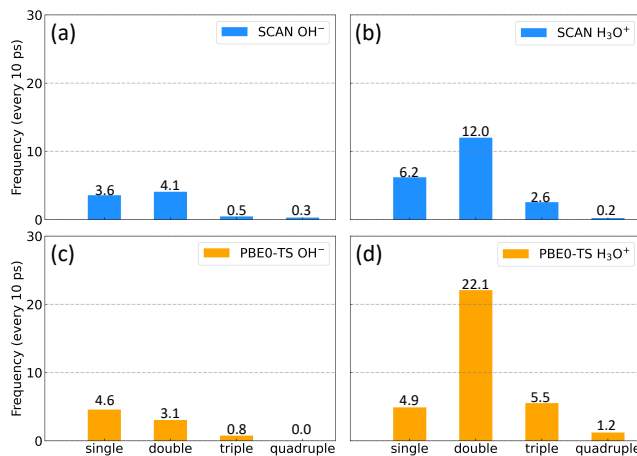 (a)
SCAN OH⁻
30
20
10
0
Frequency (every 10 ps)
3.6
4.1
0.5
0.3
(b)
SCAN H₃O⁺
6.2
12.0
2.6
0.2
(c)
PBE0-TS OH⁻
30
20
10
0
Frequency (every 10 ps)
4.6
3.1
0.8
0.0
single double triple quadruple
(d)
PBE0-TS H₃O⁺
4.9
22.1
5.5
1.2
single double triple quadruple